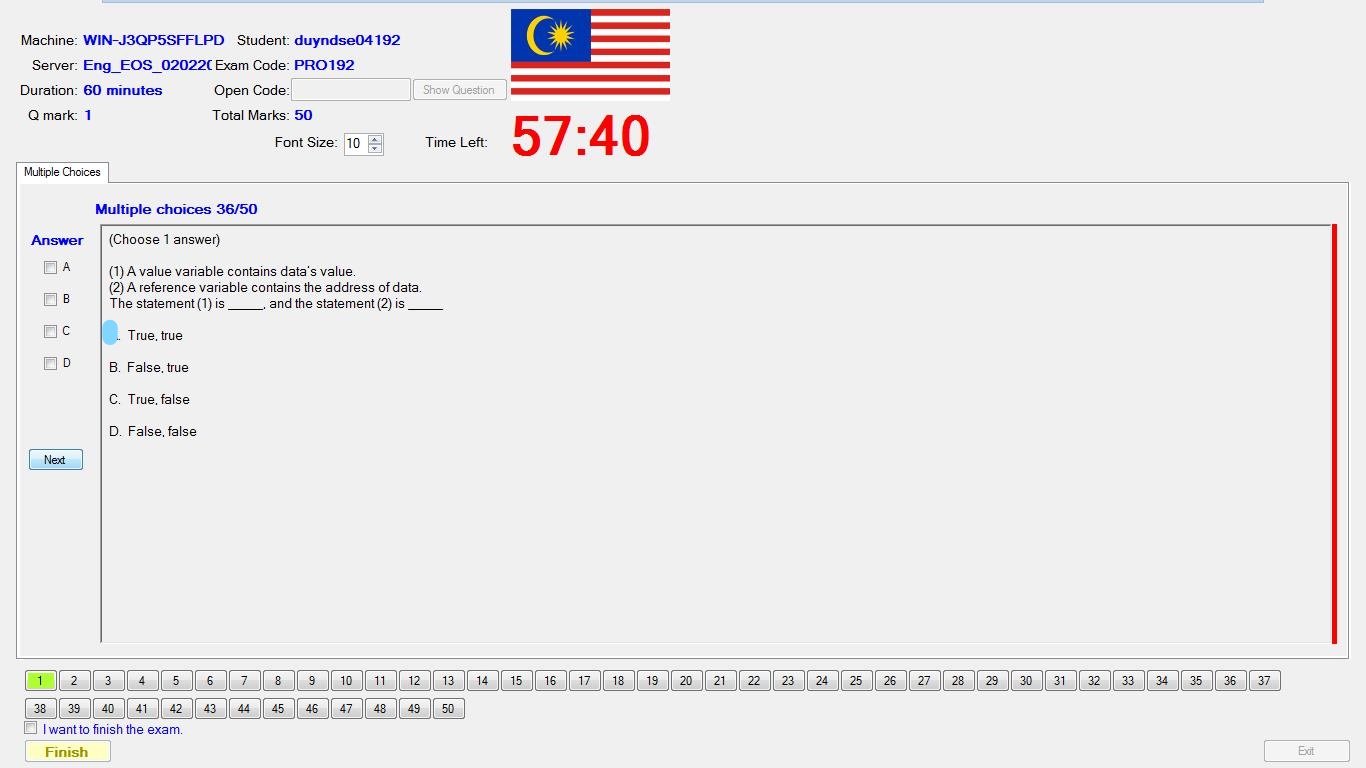 Machine: WIN-J3QP5SFFLPD Student: duyndse04192
Server: Eng_EOS_020220 Exam Code: PRO192
Duration: 60 minutes Open Code: Show Question
Q mark: 1 Total Marks: 50
Font Size: 10 Time Left: 57:40
Multiple Choices
Multiple choices 36/50
Answer
A
B
C
D
Next
(Choose 1 answer)
(1) A value variable contains data's value.
(2) A reference variable contains the address of data.
The statement (1) is _____, and the statement (2) is _____
. True, true
B. False, true
C. True, false
D. False, false
1 2 3 4 5 6 7 8 9 10 11 12 13 14 15 16 17 18 19 20 21 22 23 24 25 26 27 28 29 30 31 32 33 34 35 36 37
38 39 40 41 42 43 44 45 46 47 48 49 50
I want to finish the exam.
Finish Exit